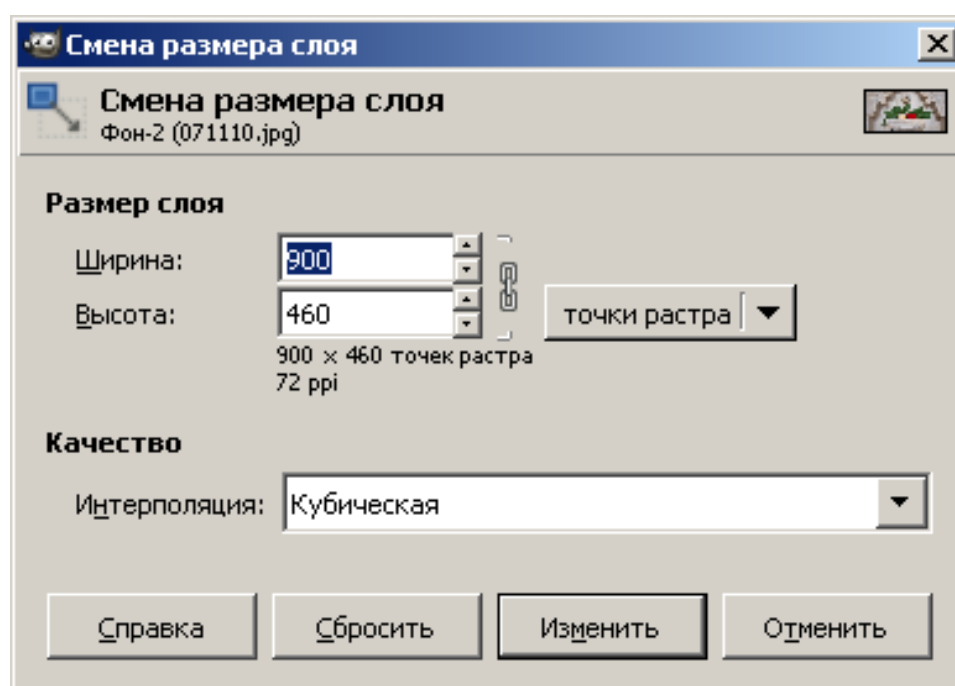 Смена размера слоя
Смена размера слоя
Фон-2 (071110.jpg)
Размер слоя
Ширина: 900
Высота: 460 точки растра
900 × 460 точек растра
72 ppi
Качество
Интерполяция: Кубическая
Справка Сбросить Изменить Отменить